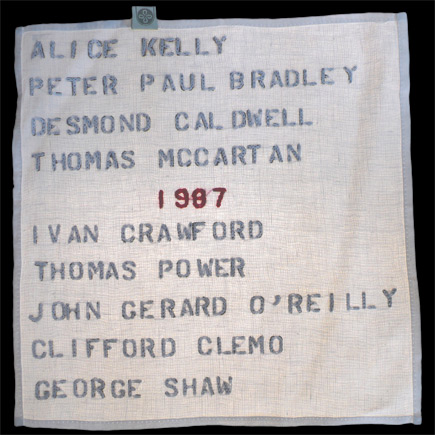 ALICE KELLY
PETER PAUL BRADLEY
DESMOND CALDWELL
THOMAS MCCARTAN
1987
IVAN CRAWFORD
THOMAS POWER
JOHN GERARD O'REILLY
CLIFFORD CLEMO
GEORGE SHAW